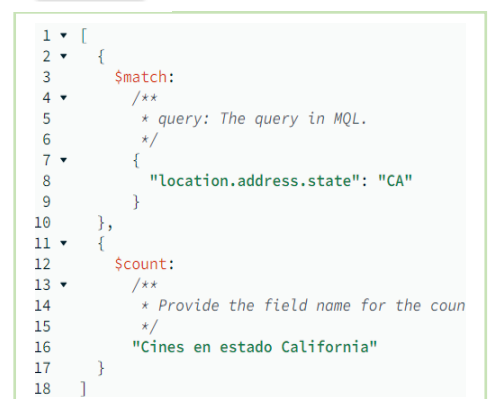 1 ▾ [
2 ▾ {
3 $match:
4 ▾ /**
5 * query: The query in MQL.
6 */
7 ▾ {
8 "location.address.state": "CA"
9 }
10 },
11 ▾ {
12 $count:
13 ▾ /**
14 * Provide the field name for the coun
15 */
16 "Cines en estado California"
17 }
18 ]